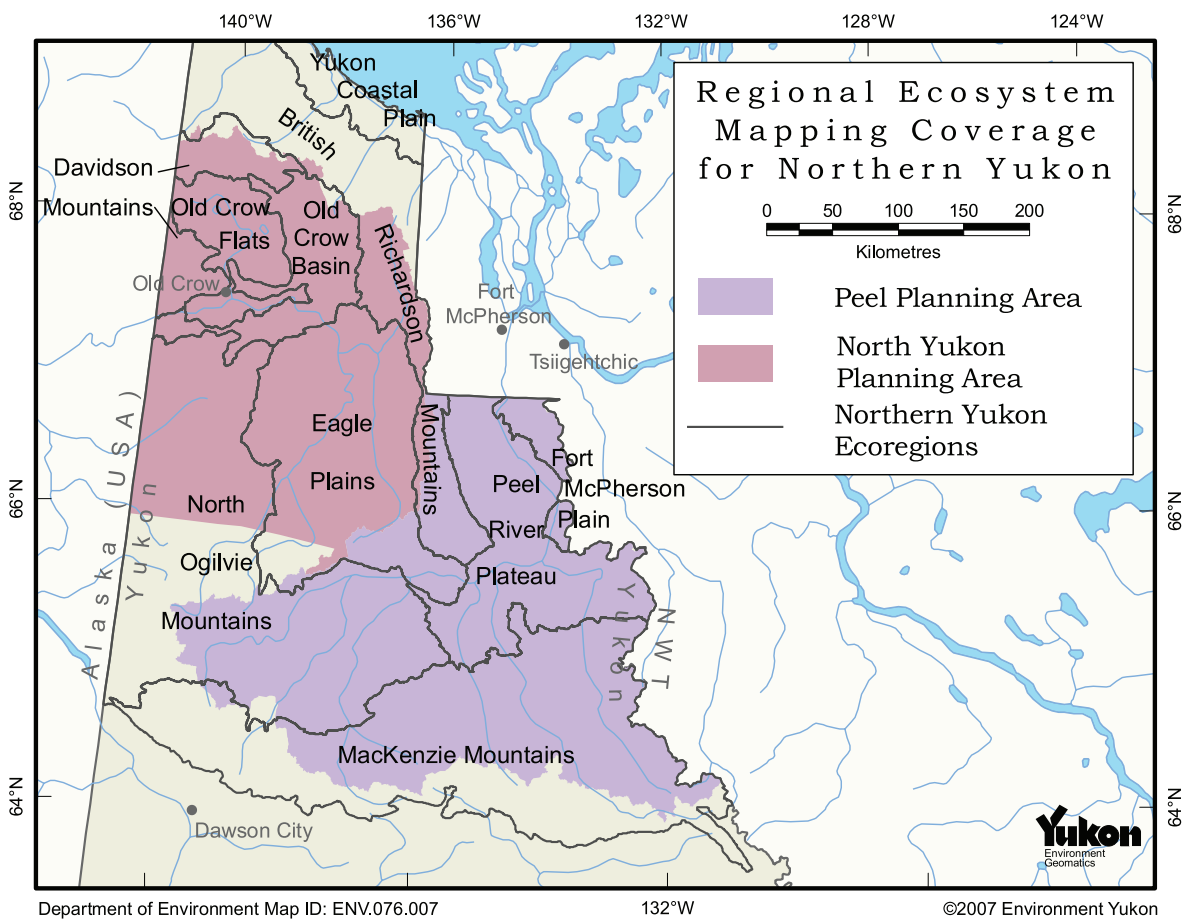 140°W
136°W
132°W
128°W
124°W
Yukon
Coastal
Plain
British
Regional Ecosystem
Mapping Coverage
for Northern Yukon
0 50 100 150 200
Kilometres
Peel Planning Area
North Yukon
Planning Area
Northern Yukon
Ecoregions
Davidson
Mountains
68°N
68°N
Old Crow
Flats
Old
Crow
Basin
Richardson
Mountains
Old Crow
Fort
McPherson
Tsiigehtchic
Eagle
Plains
Fort
McPherson
Plain
Peel
River
Plateau
66°N
66°N
North
Ogilvie
Mountains
Alaska (USA)
Yukon
Yukon
NWT
MacKenzie Mountains
64°N
64°N
Dawson City
Yukon
Environment
Geomatics
Department of Environment Map ID: ENV.076.007
132°W
©2007 Environment Yukon